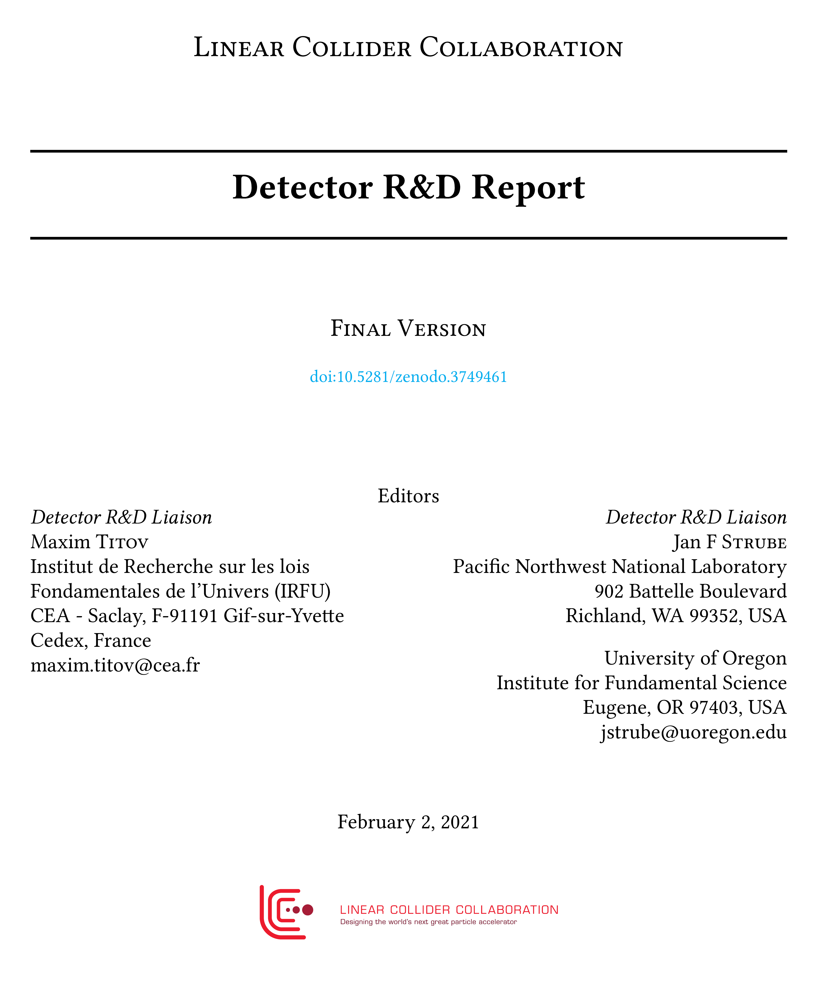 Linear Collider Collaboration
Detector R&D Report
Final Version
doi:10.5281/zenodo.3749461
Editors
Detector R&D Liaison
Maxim Titov
Institut de Recherche sur les lois
Fondamentales de l’Univers (IRFU)
CEA - Saclay, F-91191 Gif-sur-Yvette
Cedex, France
maxim.titov@cea.fr
Detector R&D Liaison
Jan F Strube
Pacific Northwest National Laboratory
902 Battelle Boulevard
Richland, WA 99352, USA
University of Oregon
Institute for Fundamental Science
Eugene, OR 97403, USA
jstrube@uoregon.edu
February 2, 2021
LINEAR COLLIDER COLLABORATION
Designing the world's next great particle accelerator